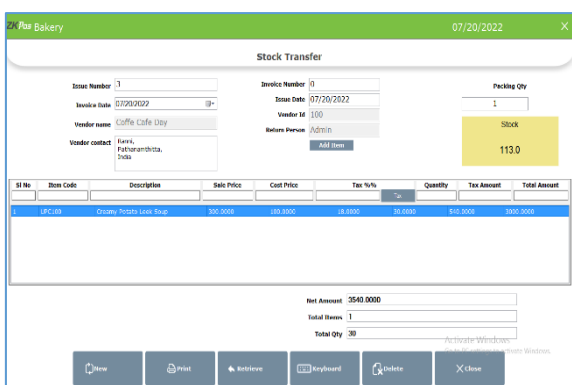 ZKPos Bakery 07/20/2022 X
Stock Transfer
Issue Number 3 Invoice Number 0 Packing Qty
Invoice Date 07/20/2022 Issue Date 07/20/2022 1
Vendor name Coffe Cafe Day Vendor Id 100 Stock
Vendor contact Ranni, Return Person Admin
Pathanamthitta, Add Item 113.0
India
Sl No Item Code Description Sale Price Cost Price Tax %% Quantity Tax Amount Total Amount
Tax
1 Creamy Potato Leek Soup 300.0000 100.0000 18.0000 30.0000 540.0000 3000.0000
Net Amount 3540.0000
Total Items 1
Total Qty 30
Activate Windows
New Print Retrieve Keyboard Delete X Close